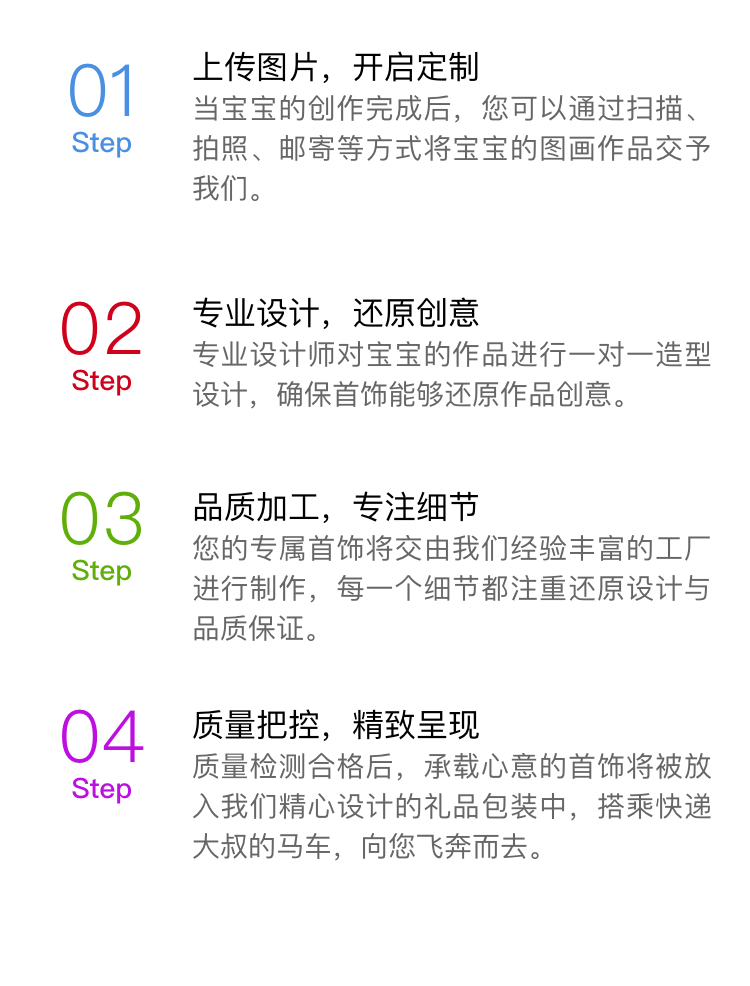 01
Step
上传图片，开启定制
当宝宝的创作完成后，您可以通过扫描、
拍照、邮寄等方式将宝宝的图画作品交予
我们。
02
Step
专业设计，还原创意
专业设计师对宝宝的作品进行一对一造型
设计，确保首饰能够还原作品创意。
03
Step
品质加工，专注细节
您的专属首饰将交由我们经验丰富的工厂
进行制作，每一个细节都注重还原设计与
品质保证。
04
Step
质量把控，精致呈现
质量检测合格后，承载心意的首饰将被放
入我们精心设计的礼品包装中，搭乘快递
大叔的马车，向您飞奔而去。